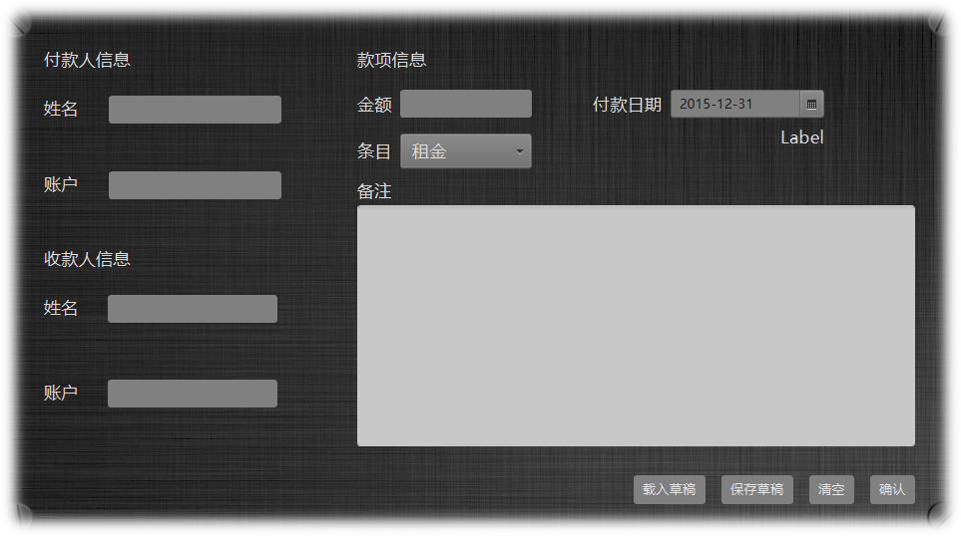 付款人信息
姓名
账户
收款人信息
姓名
账户
款项信息
金额
付款日期 2015-12-31
Label
条目 租金
备注
载入草稿 保存草稿 清空 确认